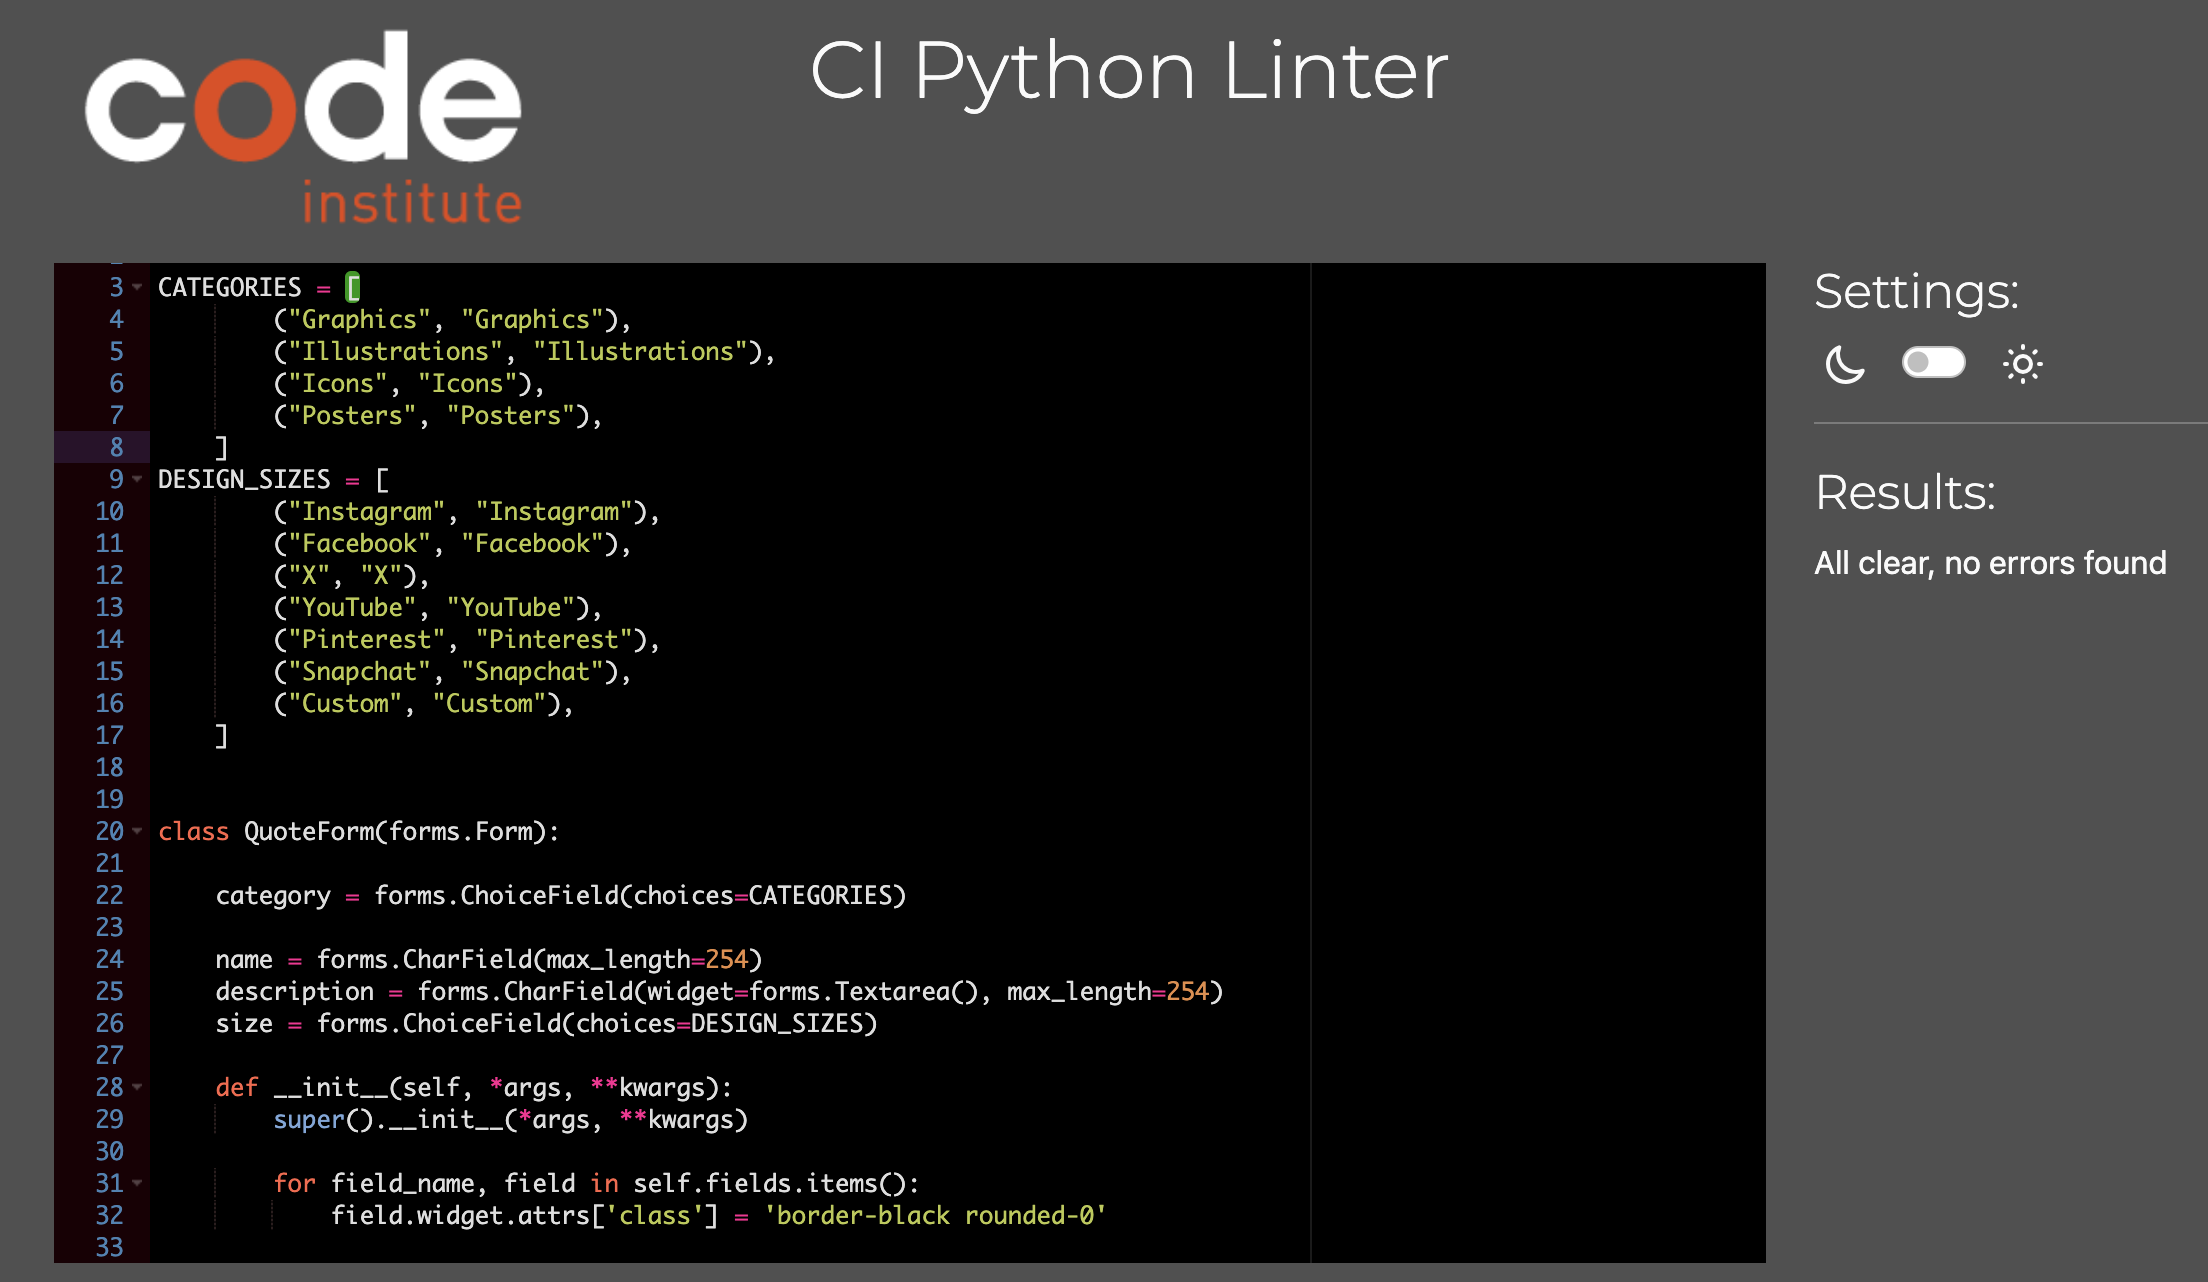 code
institute
CI Python Linter
3 CATEGORIES = [
4         ("Graphics", "Graphics"),
5         ("Illustrations", "Illustrations"),
6         ("Icons", "Icons"),
7         ("Posters", "Posters"),
8     ]
9 DESIGN_SIZES = [
10         ("Instagram", "Instagram"),
11         ("Facebook", "Facebook"),
12         ("X", "X"),
13         ("YouTube", "YouTube"),
14         ("Pinterest", "Pinterest"),
15         ("Snapchat", "Snapchat"),
16         ("Custom", "Custom"),
17     ]
18
19
20 class QuoteForm(forms.Form):
21
22     category = forms.ChoiceField(choices=CATEGORIES)
23
24     name = forms.CharField(max_length=254)
25     description = forms.CharField(widget=forms.Textarea(), max_length=254)
26     size = forms.ChoiceField(choices=DESIGN_SIZES)
27
28     def __init__(self, *args, **kwargs):
29         super().__init__(*args, **kwargs)
30
31         for field_name, field in self.fields.items():
32             field.widget.attrs['class'] = 'border-black rounded-0'
33
Settings:
Results:
All clear, no errors found